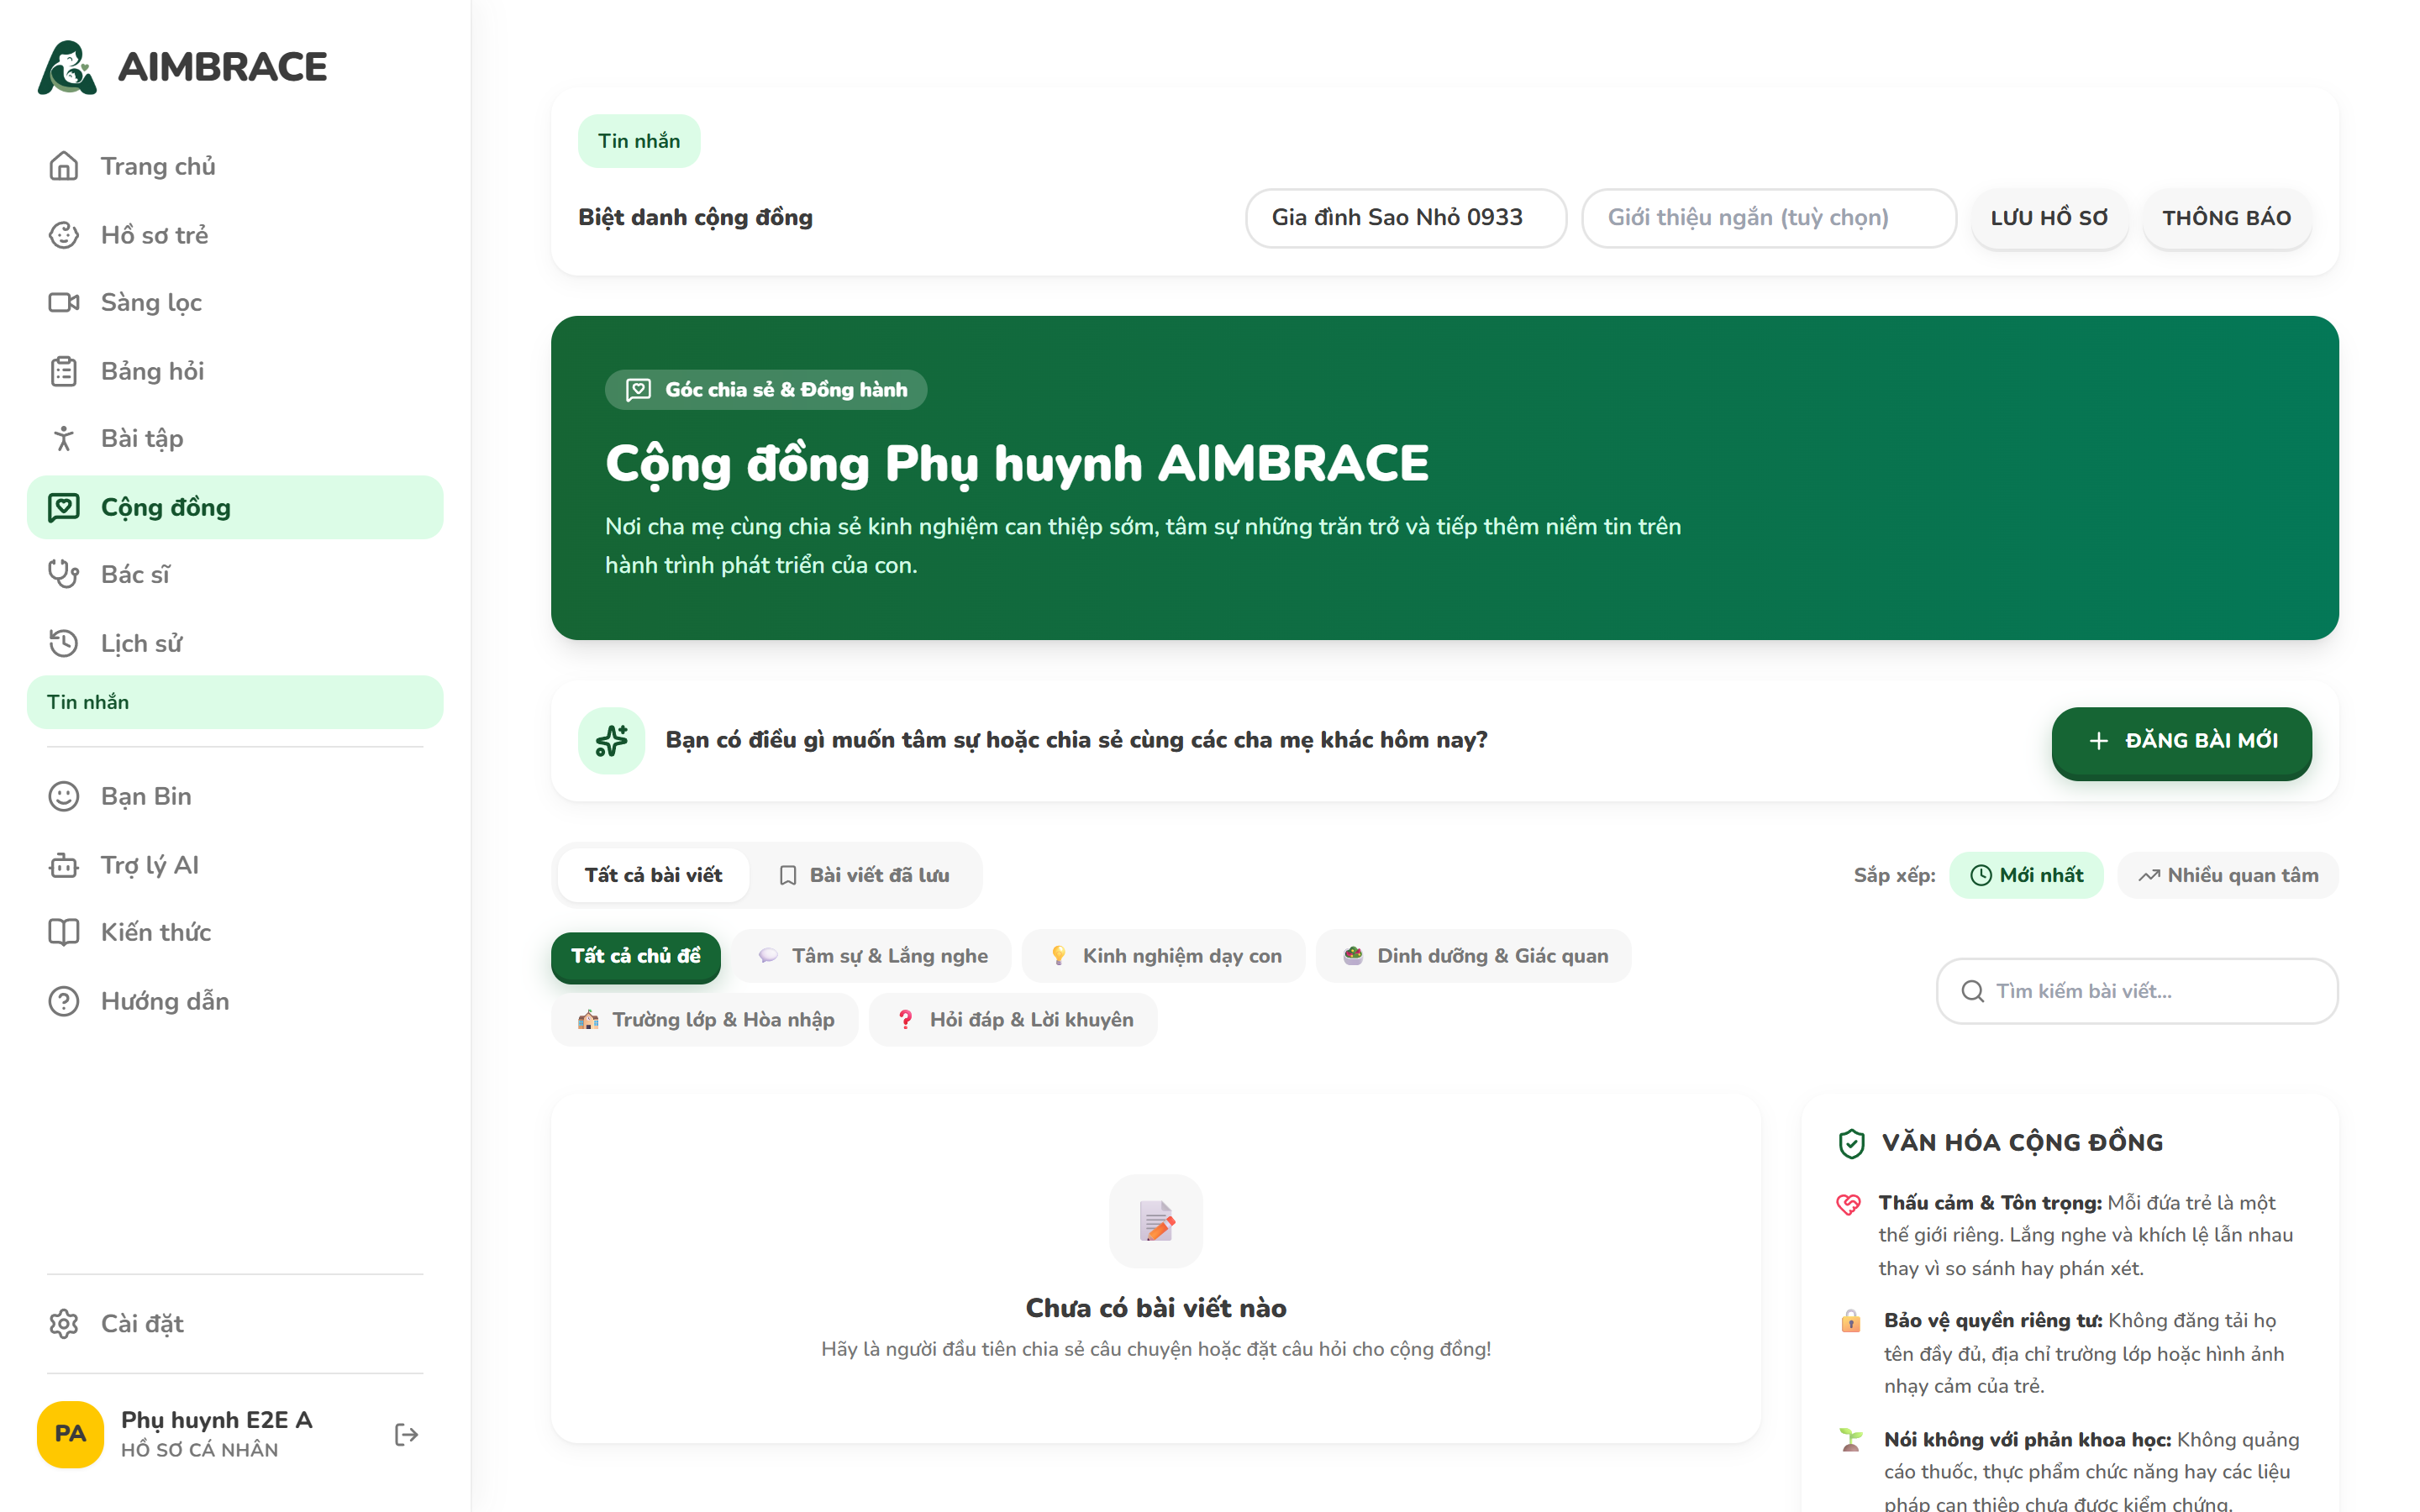 AIMBRACE
Trang chủ
Hồ sơ trẻ
Sàng lọc
Bảng hỏi
Bài tập
Cộng đồng
Bác sĩ
Lịch sử
Tin nhắn
Bạn Bin
Trợ lý AI
Kiến thức
Hướng dẫn
Cài đặt
PA
Phụ huynh E2E A
HỒ SƠ CÁ NHÂN
Tin nhắn
Biệt danh cộng đồng
Gia đình Sao Nhỏ 0933
Giới thiệu ngắn (tuỳ chọn)
LƯU HỒ SƠ
THÔNG BÁO
Góc chia sẻ & Đồng hành
Cộng đồng Phụ huynh AIMBRACE
Nơi cha mẹ cùng chia sẻ kinh nghiệm can thiệp sớm, tâm sự những trăn trở và tiếp thêm niềm tin trên
hành trình phát triển của con.
Bạn có điều gì muốn tâm sự hoặc chia sẻ cùng các cha mẹ khác hôm nay?
ĐĂNG BÀI MỚI
Tất cả bài viết
Bài viết đã lưu
Sắp xếp:
Mới nhất
Nhiều quan tâm
Tất cả chủ đề
Tâm sự & Lắng nghe
Kinh nghiệm dạy con
Dinh dưỡng & Giác quan
Trường lớp & Hòa nhập
Hỏi đáp & Lời khuyên
Tìm kiếm bài viết...
Chưa có bài viết nào
Hãy là người đầu tiên chia sẻ câu chuyện hoặc đặt câu hỏi cho cộng đồng!
VĂN HÓA CỘNG ĐỒNG
Thấu cảm & Tôn trọng: Mỗi đứa trẻ là một
thế giới riêng. Lắng nghe và khích lệ lẫn nhau
thay vì so sánh hay phán xét.
Bảo vệ quyền riêng tư: Không đăng tải họ
tên đầy đủ, địa chỉ trường lớp hoặc hình ảnh
nhạy cảm của trẻ.
Nói không với phản khoa học: Không quảng
cáo thuốc, thực phẩm chức năng hay các liệu
pháp can thiệp chưa được kiểm chứng.